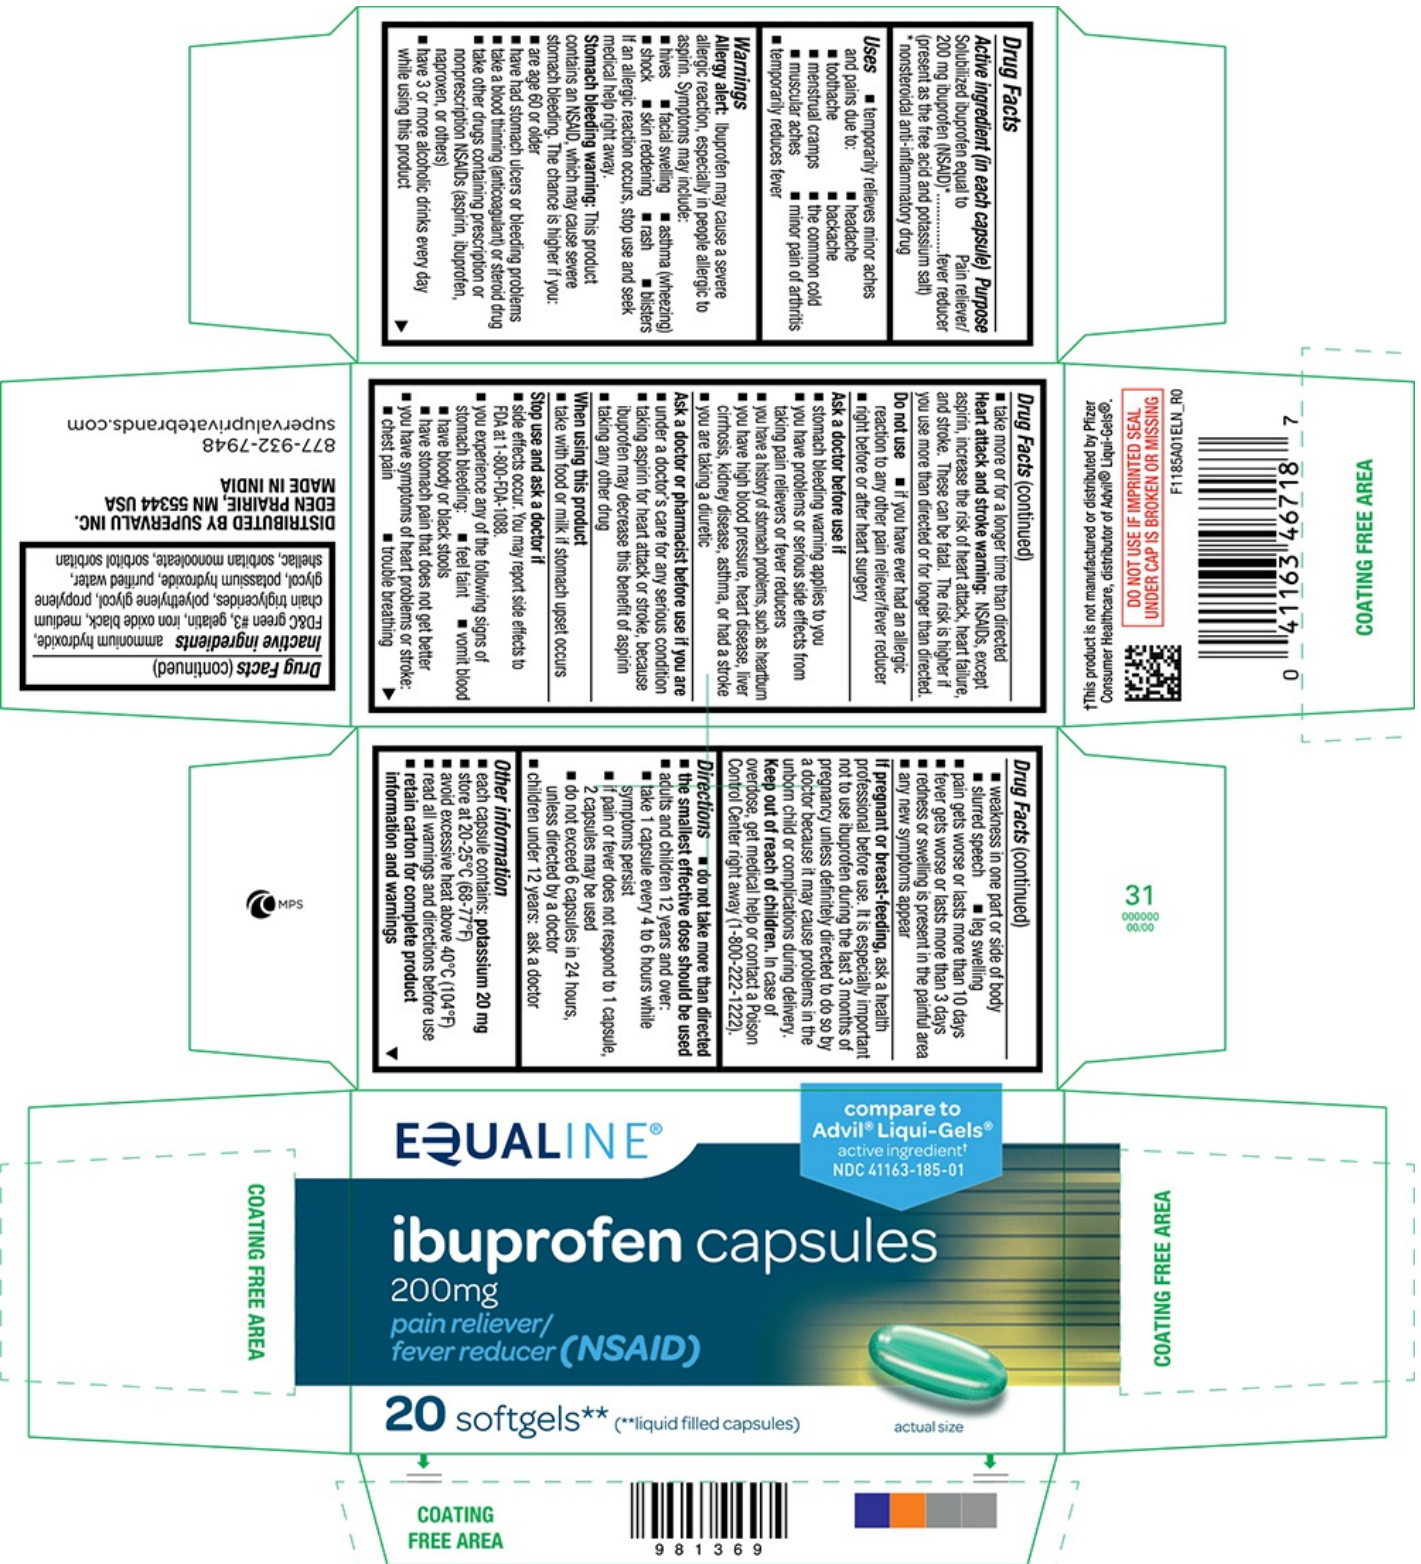 Drug Facts
Active ingredient (in each capsule) Purpose
Solubilized ibuprofen equal to Pain reliever/
200 mg ibuprofen (NSAID)*..............fever reducer
(present as the free acid and potassium salt)
* nonsteroidal anti-inflammatory drug
Uses ■ temporarily relieves minor aches
and pains due to: ■ headache
■ toothache ■ backache
■ menstrual cramps ■ the common cold
■ muscular aches ■ minor pain of arthritis
■ temporarily reduces fever
Warnings
Allergy alert: Ibuprofen may cause a severe
allergic reaction, especially in people allergic to
aspirin. Symptoms may include:
■ hives ■ facial swelling ■ asthma (wheezing)
■ shock ■ skin reddening ■ rash ■ blisters
If an allergic reaction occurs, stop use and seek
medical help right away.
Stomach bleeding warning: This product
contains an NSAID, which may cause severe
stomach bleeding. The chance is higher if you:
■ are age 60 or older
■ have had stomach ulcers or bleeding problems
■ take a blood thinning (anticoagulant) or steroid drug
■ take other drugs containing prescription or
nonprescription NSAIDs (aspirin, ibuprofen,
naproxen, or others)
■ have 3 or more alcoholic drinks every day
while using this product
Drug Facts (continued)
■ take more or for a longer time than directed
Heart attack and stroke warning: NSAIDs, except
aspirin, increase the risk of heart attack, heart failure,
and stroke. These can be fatal. The risk is higher if
you use more than directed or for longer than directed.
Do not use ■ if you have ever had an allergic
reaction to any other pain reliever/fever reducer
■ right before or after heart surgery
Ask a doctor before use if
■ stomach bleeding warning applies to you
■ you have problems or serious side effects from
taking pain relievers or fever reducers
■ you have a history of stomach problems, such as heartburn
■ you have high blood pressure, heart disease, liver
cirrhosis, kidney disease, asthma, or had a stroke
■ you are taking a diuretic
Ask a doctor or pharmacist before use if you are
■ under a doctor's care for any serious condition
■ taking aspirin for heart attack or stroke, because
ibuprofen may decrease this benefit of aspirin
■ taking any other drug
When using this product
■ take with food or milk if stomach upset occurs
Stop use and ask a doctor if
■ side effects occur. You may report side effects to
FDA at 1-800-FDA-1088.
■ you experience any of the following signs of
stomach bleeding: ■ feel faint ■ vomit blood
■ have bloody or black stools
■ have stomach pain that does not get better
■ you have symptoms of heart problems or stroke:
■ chest pain ■ trouble breathing
Drug Facts (continued)
■ weakness in one part or side of body
■ slurred speech ■ leg swelling
■ pain gets worse or lasts more than 10 days
■ fever gets worse or lasts more than 3 days
■ redness or swelling is present in the painful area
■ any new symptoms appear
If pregnant or breast-feeding, ask a health
professional before use. It is especially important
not to use ibuprofen during the last 3 months of
pregnancy unless definitely directed to do so by
a doctor because it may cause problems in the
unborn child or complications during delivery.
Keep out of reach of children. In case of
overdose, get medical help or contact a Poison
Control Center right away (1-800-222-1222).
Directions ■ do not take more than directed
■ the smallest effective dose should be used
■ adults and children 12 years and over:
■ take 1 capsule every 4 to 6 hours while
symptoms persist
■ if pain or fever does not respond to 1 capsule,
2 capsules may be used
■ do not exceed 6 capsules in 24 hours,
unless directed by a doctor
■ children under 12 years: ask a doctor
Other information
■ each capsule contains: potassium 20 mg
■ store at 20-25°C (68-77°F)
■ avoid excessive heat above 40°C (104°F)
■ read all warnings and directions before use
■ retain carton for complete product
information and warnings
Drug Facts (continued)
Inactive ingredients ammonium hydroxide,
FD&C green #3, gelatin, iron oxide black, medium
chain triglycerides, polyethylene glycol, propylene
glycol, potassium hydroxide, purified water,
shellac, sorbitan monooleate, sorbitol sorbitan
DISTRIBUTED BY SUPERVALU INC.
EDEN PRAIRIE, MN 55344 USA
MADE IN INDIA
877-932-7948
supervaluprivatebrands.com
†This product is not manufactured or distributed by Pfizer
Consumer Healthcare, distributor of Advil® Liqui-Gels®.
DO NOT USE IF IMPRINTED SEAL
UNDER CAP IS BROKEN OR MISSING
F1185A01ELN_R0
0 41163 46718 7
COATING FREE AREA
MPS
31
000000
00/00
EQUALINE®
compare to
Advil® Liqui-Gels®
active ingredient†
NDC 41163-185-01
ibuprofen capsules
200mg
pain reliever/
fever reducer (NSAID)
20 softgels** (**liquid filled capsules)
actual size
COATING FREE AREA
COATING FREE AREA
COATING
FREE AREA
981369